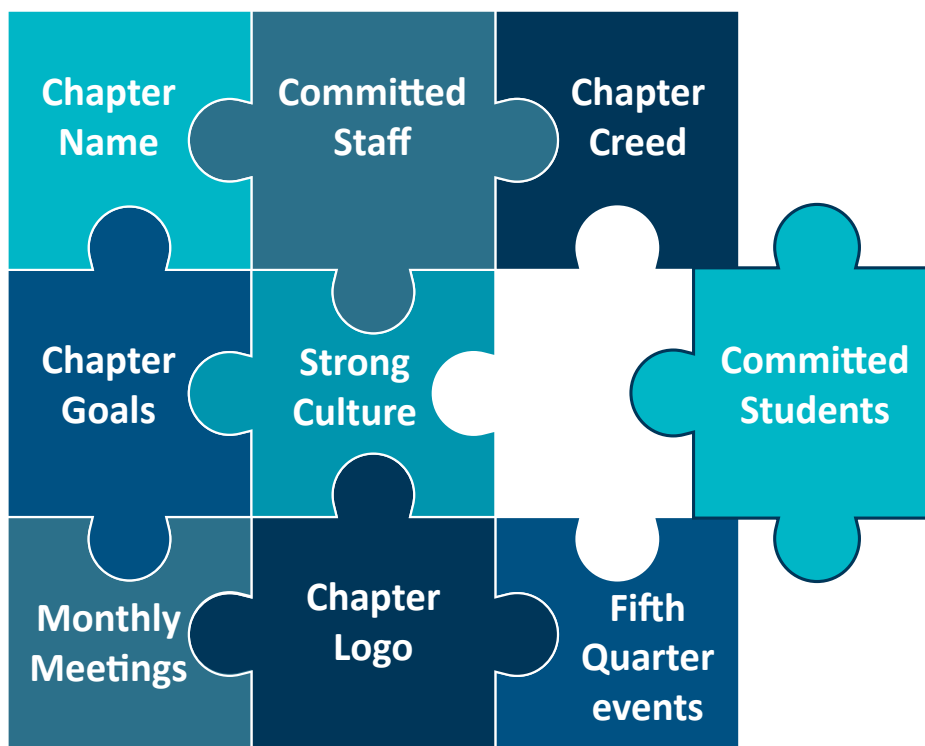 Chapter
Name
Committed
Staff
Chapter
Creed
Chapter
Goals
Strong
Culture
Committed
Students
Monthly
Meetings
Chapter
Logo
Fifth
Quarter
events